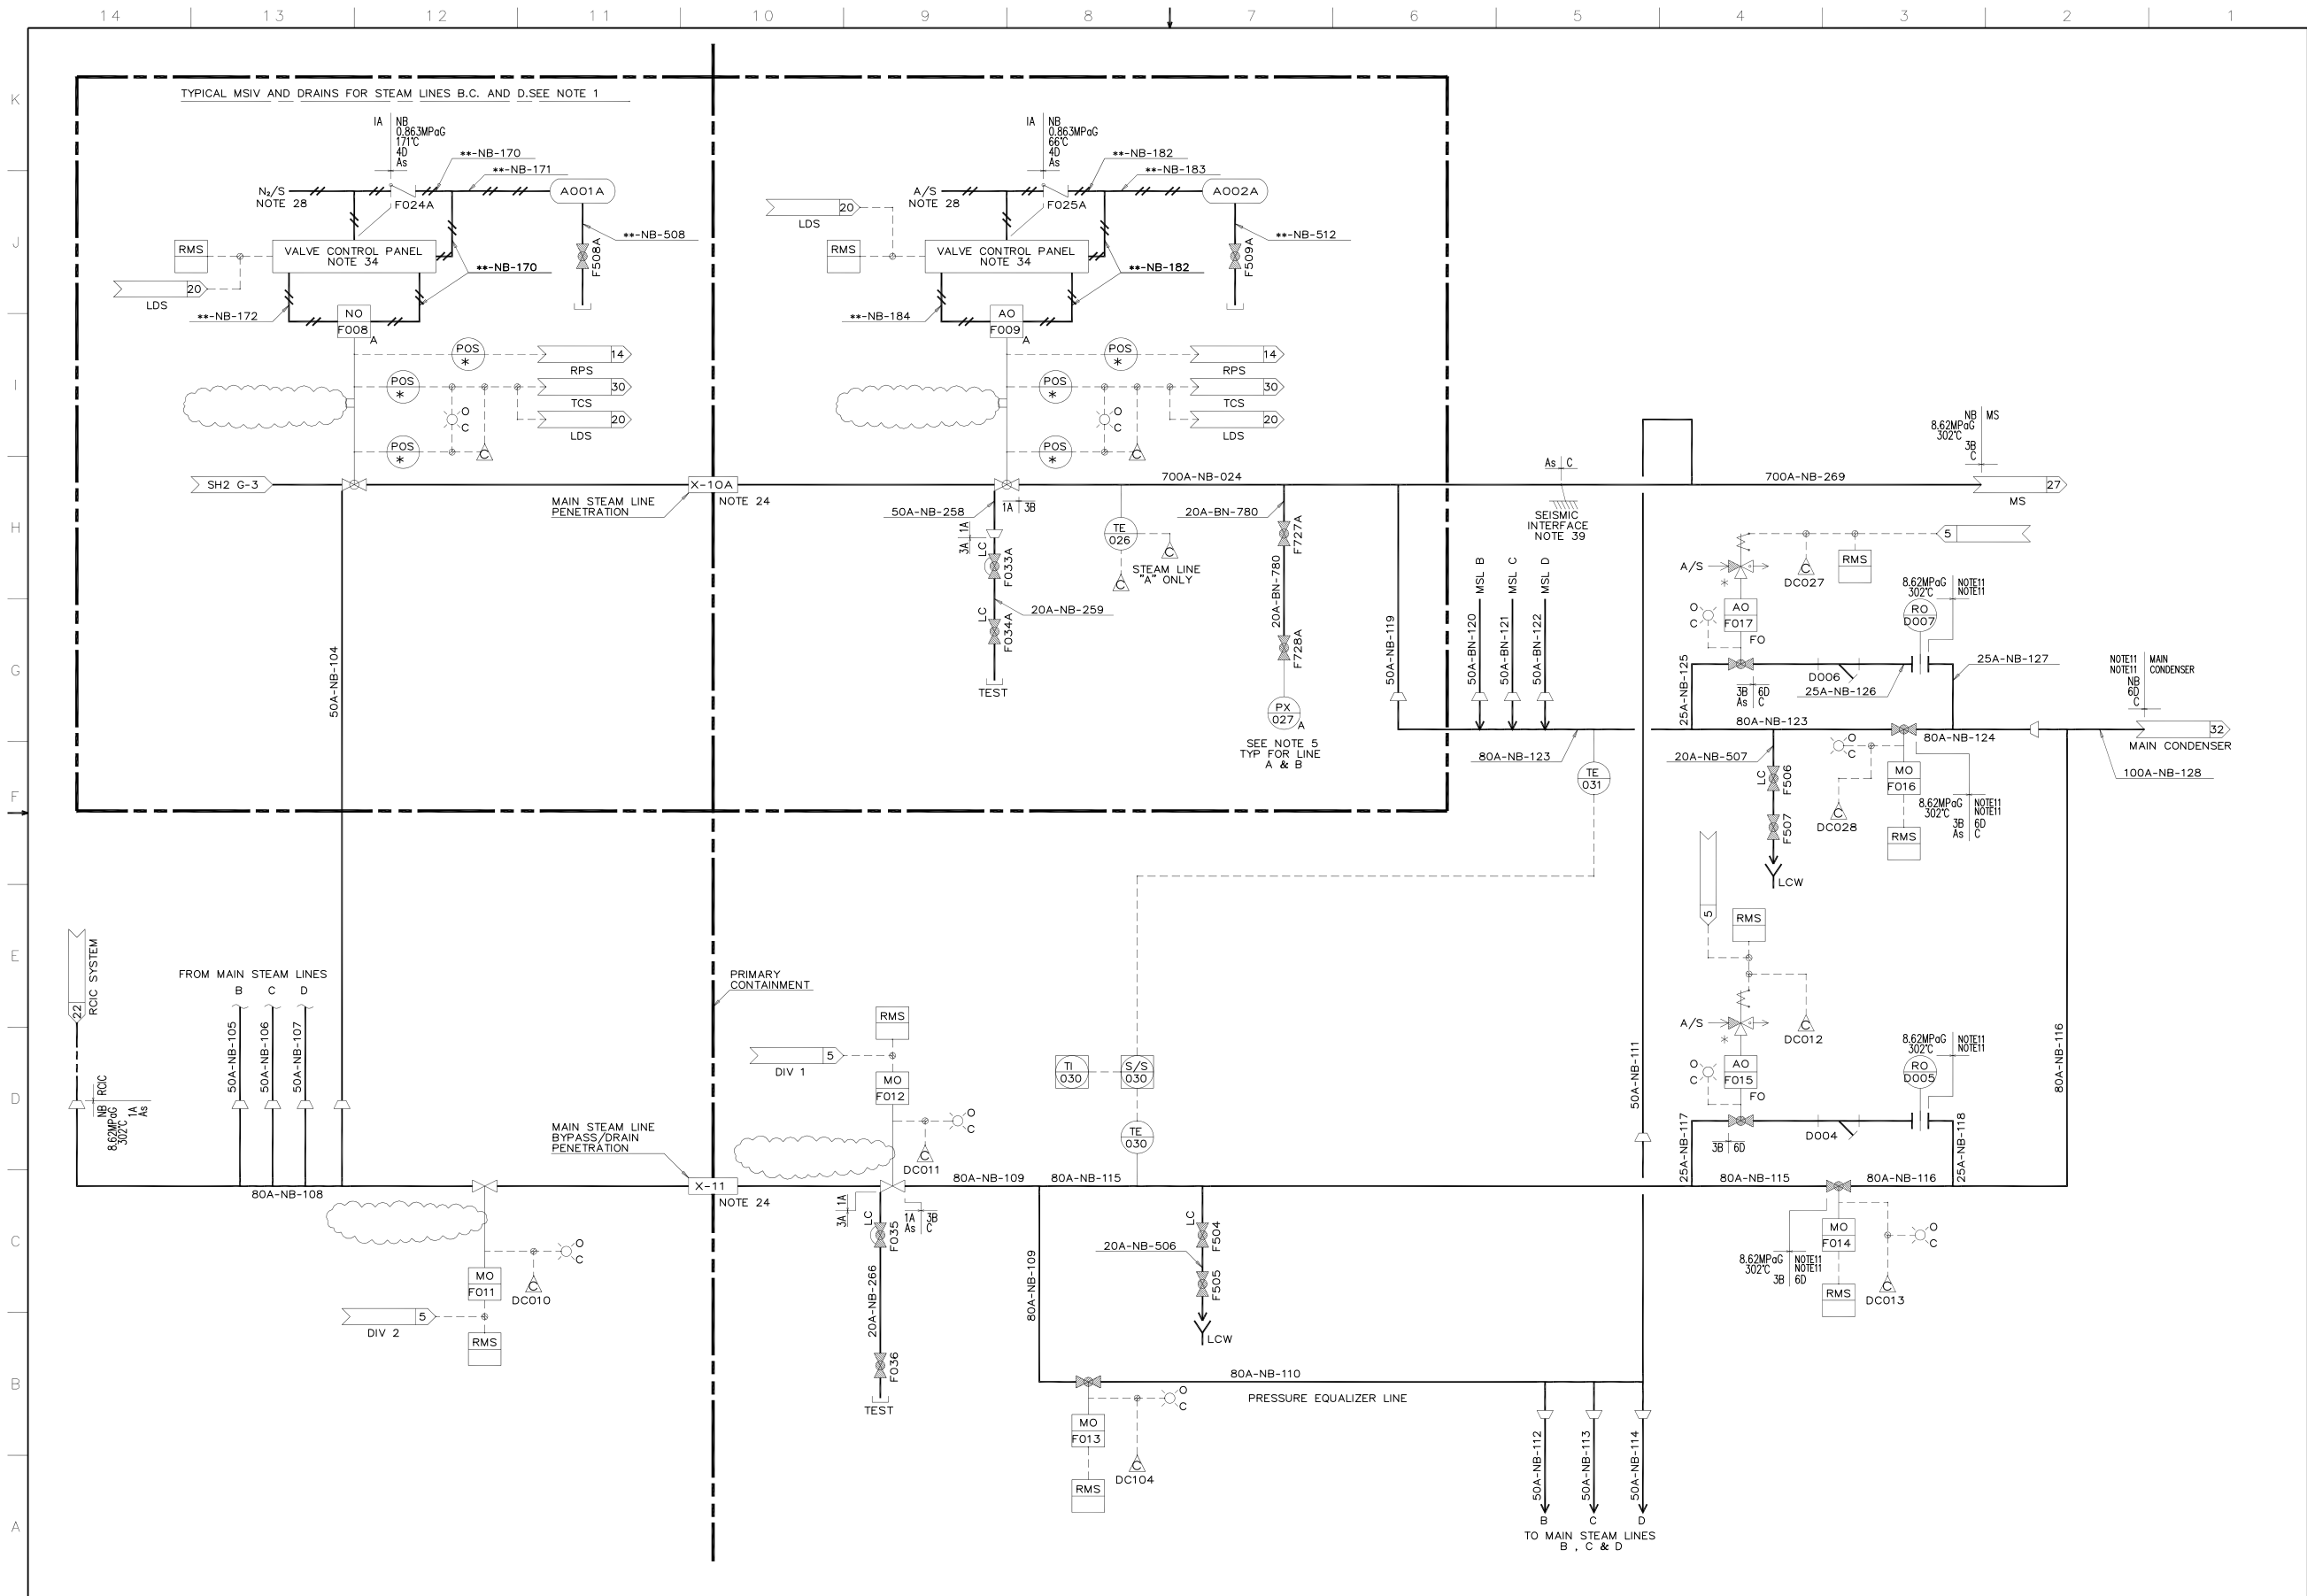 14 13 12 11 10 9 8 7 6 5 4 3 2 1
K
J
I
H
G
F
E
D
C
B
A
TYPICAL MSIV AND DRAINS FOR STEAM LINES B.C. AND D.SEE NOTE 1
IA NB
0.863MPaG
171°C
4D
As
**-NB-170
**-NB-171
N₂/S
NOTE 28
F024A
A001A
**-NB-508
F508A
RMS
VALVE CONTROL PANEL
NOTE 34
20
LDS
**-NB-170
**-NB-172
NO
F008
A
POS
*
14
RPS
POS
*
30
TCS
O
C
20
LDS
POS
*
C
SH2 G-3
X-10A
NOTE 24
MAIN STEAM LINE
PENETRATION
IA NB
0.863MPaG
66°C
4D
As
**-NB-182
**-NB-183
A/S
NOTE 28
F025A
A002A
**-NB-512
F509A
20
LDS
RMS
VALVE CONTROL PANEL
NOTE 34
**-NB-182
**-NB-184
AO
F009
A
POS
*
14
RPS
POS
*
30
TCS
O
C
20
LDS
POS
*
C
700A-NB-024
50A-NB-258
1A 3B
3A 1A
LC
F033A
20A-NB-259
LC
F034A
TEST
TE
026
C
C
STEAM LINE
"A" ONLY
20A-BN-780
F727A
20A-BN-780
F728A
PX
027
A
SEE NOTE 5
TYP FOR LINE
A & B
As C
SEISMIC
INTERFACE
NOTE 39
700A-NB-269
NB MS
8.62MPaG
302°C
3B
C
27
MS
50A-NB-119
MSL B
MSL C
MSL D
50A-BN-120
50A-BN-121
50A-BN-122
80A-NB-123
TE
031
5
A/S
*
C
DC027
RMS
O
C
AO
F017
FO
8.62MPaG NOTE11
302°C NOTE11
RO
D007
25A-NB-125
3B 6D
As C
D006
25A-NB-126
25A-NB-127
80A-NB-123
80A-NB-124
NOTE11 MAIN
NOTE11 CONDENSER
NB
6D
C
32
MAIN CONDENSER
100A-NB-128
20A-NB-507
LC
F506
F507
LCW
O
C
C
DC028
MO
F016
RMS
8.62MPaG NOTE11
302°C NOTE11
3B 6D
As C
50A-NB-104
22
RCIC SYSTEM
NB RCIC
8.62MPaG
302°C
1A
As
FROM MAIN STEAM LINES
B C D
50A-NB-105
50A-NB-106
50A-NB-107
80A-NB-108
PRIMARY
CONTAINMENT
MAIN STEAM LINE
BYPASS/DRAIN
PENETRATION
X-11
NOTE 24
MO
F011
O
C
C
DC010
5
DIV 2
RMS
RMS
5
DIV 1
MO
F012
O
C
C
DC011
3A 1A
LC
F035
1A 3B
As C
20A-NB-266
F036
TEST
80A-NB-109
80A-NB-115
TI
030
S/S
030
TE
030
80A-NB-109
LC
F504
20A-NB-506
F505
LCW
80A-NB-110
PRESSURE EQUALIZER LINE
MO
F013
O
C
C
DC104
RMS
50A-NB-111
50A-NB-112
50A-NB-113
50A-NB-114
B C D
TO MAIN STEAM LINES
B , C & D
5
RMS
A/S
*
C
DC012
O
C
AO
F015
FO
8.62MPaG NOTE11
302°C NOTE11
RO
D005
25A-NB-117
3B 6D
D004
25A-NB-118
80A-NB-115
80A-NB-116
80A-NB-116
MO
F014
O
C
C
DC013
RMS
8.62MPaG NOTE11
302°C NOTE11
3B 6D